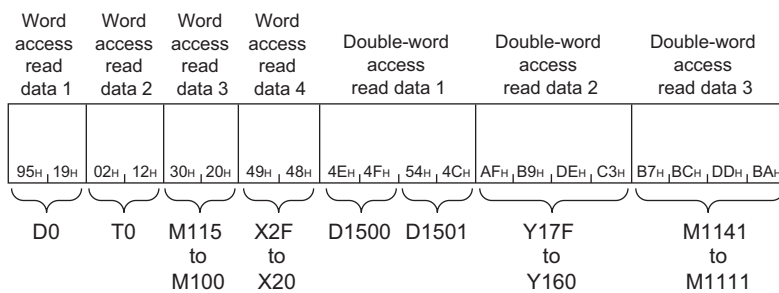 Word access read data 1
Word access read data 2
Word access read data 3
Word access read data 4
Double-word access read data 1
Double-word access read data 2
Double-word access read data 3
95H 19H 02H 12H 30H 20H 49H 48H 4EH 4FH 54H 4CH AFH B9H DEH C3H B7H BCH DDH BAH
D0
T0
M115 to M100
X2F to X20
D1500
D1501
Y17F to Y160
M1141 to M1111